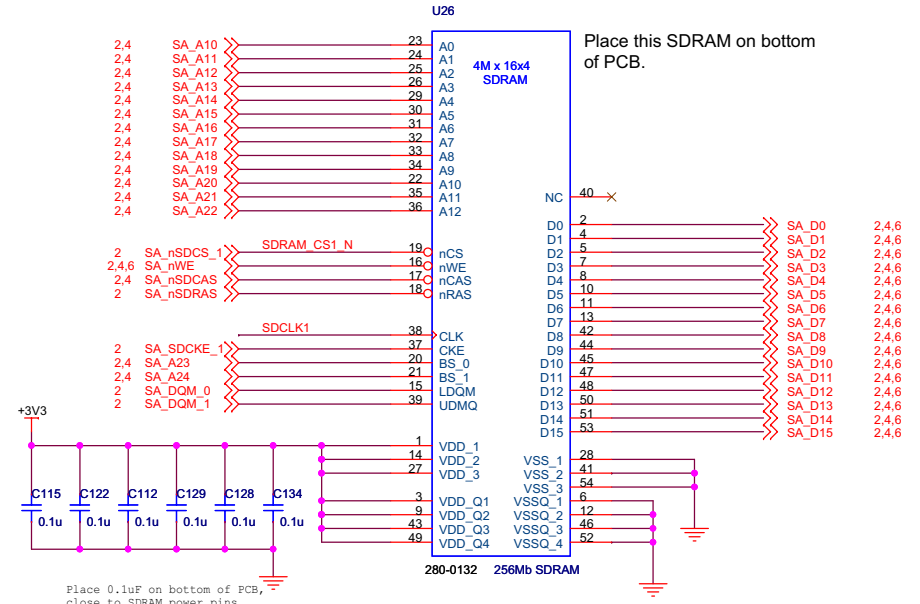 U26
Place this SDRAM on bottom
of PCB.
4M x 16x4
SDRAM
2,4 SA_A10 23 A0
2,4 SA_A11 24 A1
2,4 SA_A12 25 A2
2,4 SA_A13 26 A3
2,4 SA_A14 29 A4
2,4 SA_A15 30 A5
2,4 SA_A16 31 A6
2,4 SA_A17 32 A7
2,4 SA_A18 33 A8
2,4 SA_A19 34 A9
2,4 SA_A20 22 A10
2,4 SA_A21 35 A11
2,4 SA_A22 36 A12
NC 40
D0 2 SA_D0 2,4,6
D1 4 SA_D1 2,4,6
D2 5 SA_D2 2,4,6
D3 7 SA_D3 2,4,6
D4 8 SA_D4 2,4,6
D5 10 SA_D5 2,4,6
D6 11 SA_D6 2,4,6
D7 13 SA_D7 2,4,6
D8 42 SA_D8 2,4,6
D9 44 SA_D9 2,4,6
D10 45 SA_D10 2,4,6
D11 47 SA_D11 2,4,6
D12 48 SA_D12 2,4,6
D13 50 SA_D13 2,4,6
D14 51 SA_D14 2,4,6
D15 53 SA_D15 2,4,6
2 SA_nSDCS_1 SDRAM_CS1_N 19 nCS
2,4,6 SA_nWE 16 nWE
2,4 SA_nSDCAS 17 nCAS
2 SA_nSDRAS 18 nRAS
SDCLK1 38 CLK
2 SA_SDCKE_1 37 CKE
2,4 SA_A23 20 BS_0
2,4 SA_A24 21 BS_1
2 SA_DQM_0 15 LDQM
2 SA_DQM_1 39 UDMQ
+3V3
1 VDD_1
14 VDD_2
27 VDD_3
3 VDD_Q1
9 VDD_Q2
43 VDD_Q3
49 VDD_Q4
VSS_1 28
VSS_2 41
VSS_3 54
VSSQ_1 6
VSSQ_2 12
VSSQ_3 46
VSSQ_4 52
C115 C122 C112 C129 C128 C134
0.1u 0.1u 0.1u 0.1u 0.1u 0.1u
280-0132 256Mb SDRAM
Place 0.1uF on bottom of PCB,
close to SDRAM power pins